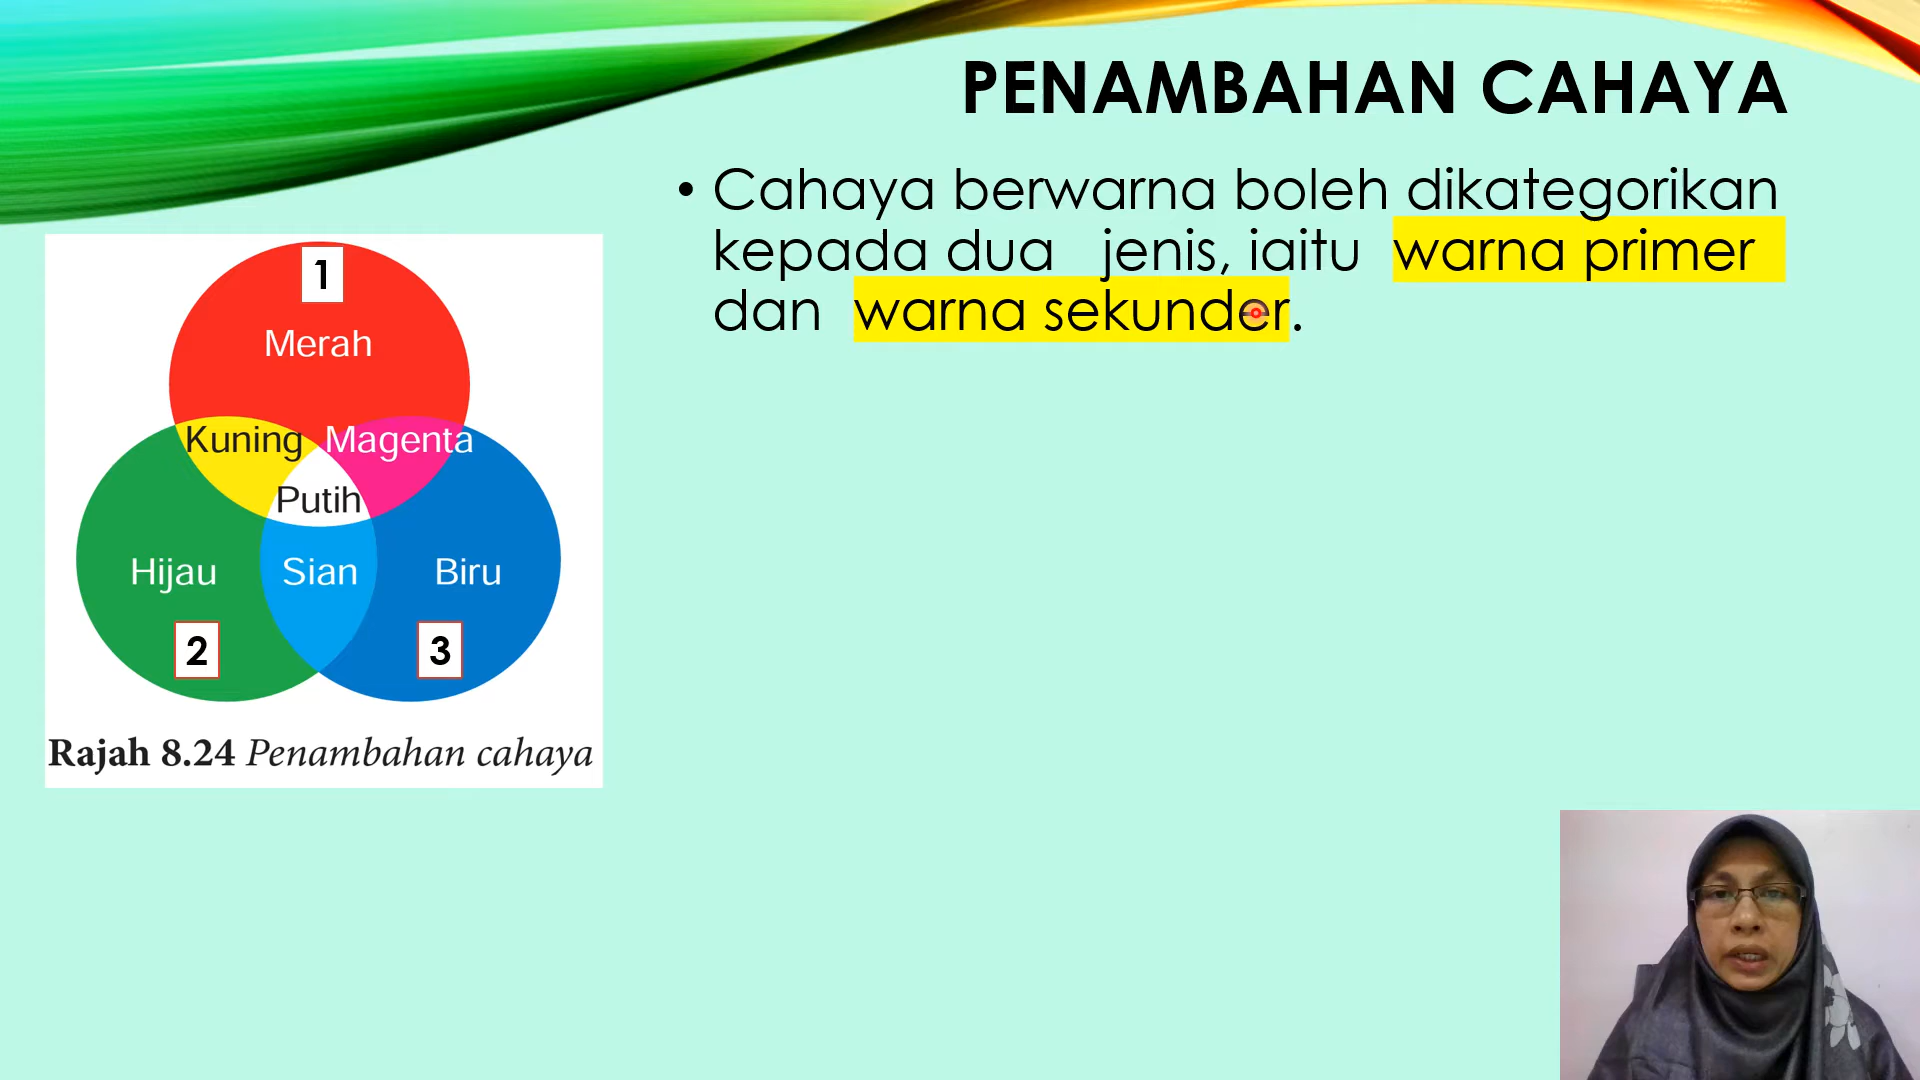 PENAMBAHAN CAHAYA
• Cahaya berwarna boleh dikategorikan
kepada dua jenis, iaitu warna primer
dan warna sekunder.
1
Merah
Kuning Magenta
Putih
Hijau Sian Biru
2 3
Rajah 8.24 Penambahan cahaya